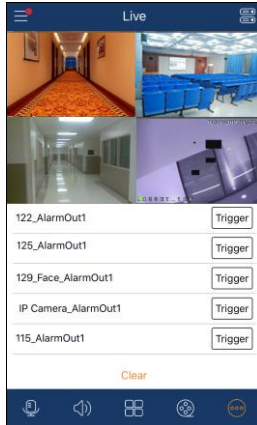 Live
122_AlarmOut1 Trigger
125_AlarmOut1 Trigger
129_Face_AlarmOut1 Trigger
IP Camera_AlarmOut1 Trigger
115_AlarmOut1 Trigger
Clear